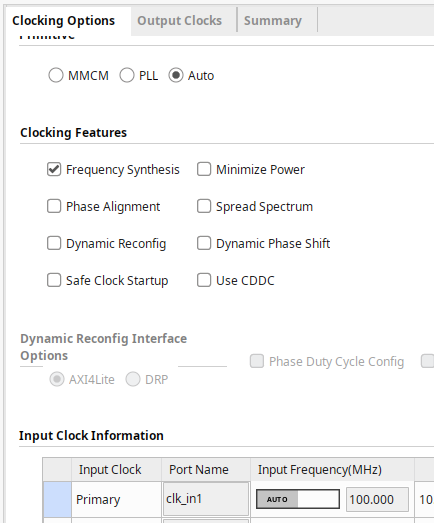 Clocking Options Output Clocks Summary
Primitive
MMCM PLL Auto
Clocking Features
Frequency Synthesis Minimize Power
Phase Alignment Spread Spectrum
Dynamic Reconfig Dynamic Phase Shift
Safe Clock Startup Use CDDC
Dynamic Reconfig Interface
Options
Phase Duty Cycle Config
AXI4Lite DRP
Input Clock Information
Input Clock Port Name Input Frequency(MHz)
Primary clk_in1 AUTO 100.000 10